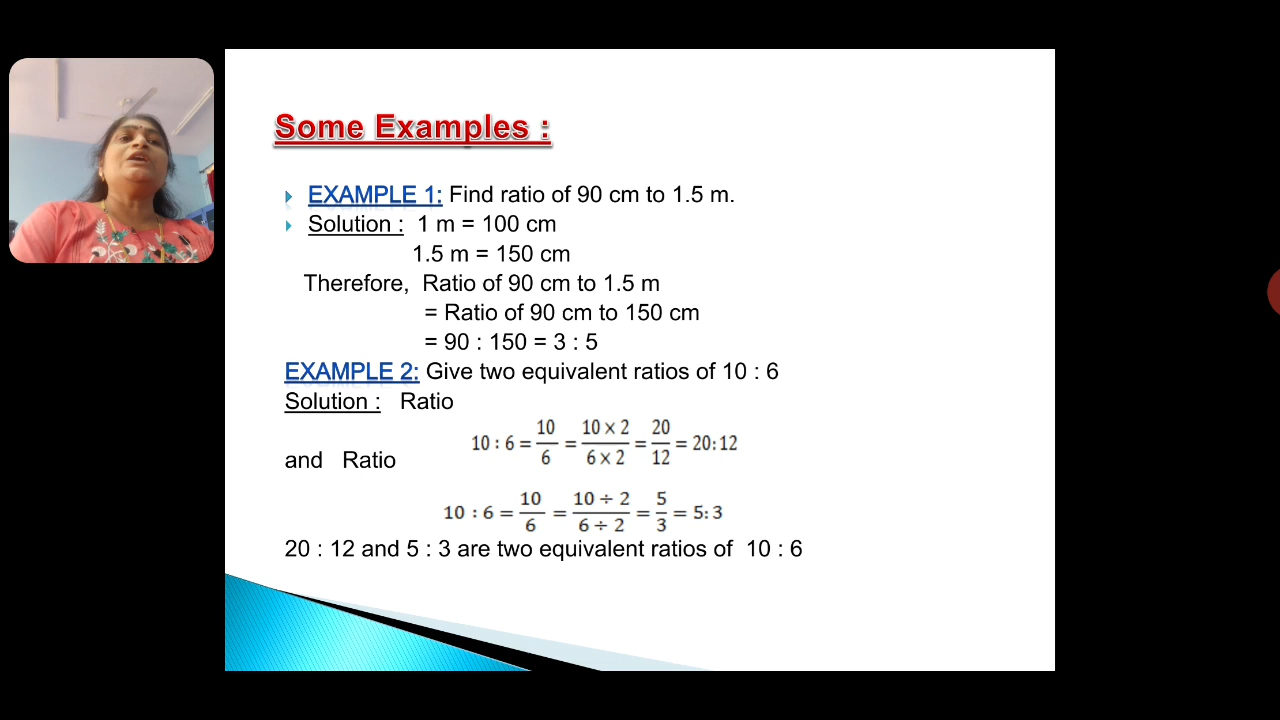 Some Examples :
EXAMPLE 1: Find ratio of 90 cm to 1.5 m.
Solution : 1 m = 100 cm
1.5 m = 150 cm
Therefore, Ratio of 90 cm to 1.5 m
= Ratio of 90 cm to 150 cm
= 90 : 150 = 3 : 5
EXAMPLE 2: Give two equivalent ratios of 10 : 6
Solution : Ratio
10 : 6 = 10/6 = 10 × 2/6 × 2 = 20/12 = 20:12
and Ratio
10 : 6 = 10/6 = 10 ÷ 2/6 ÷ 2 = 5/3 = 5:3
20 : 12 and 5 : 3 are two equivalent ratios of 10 : 6